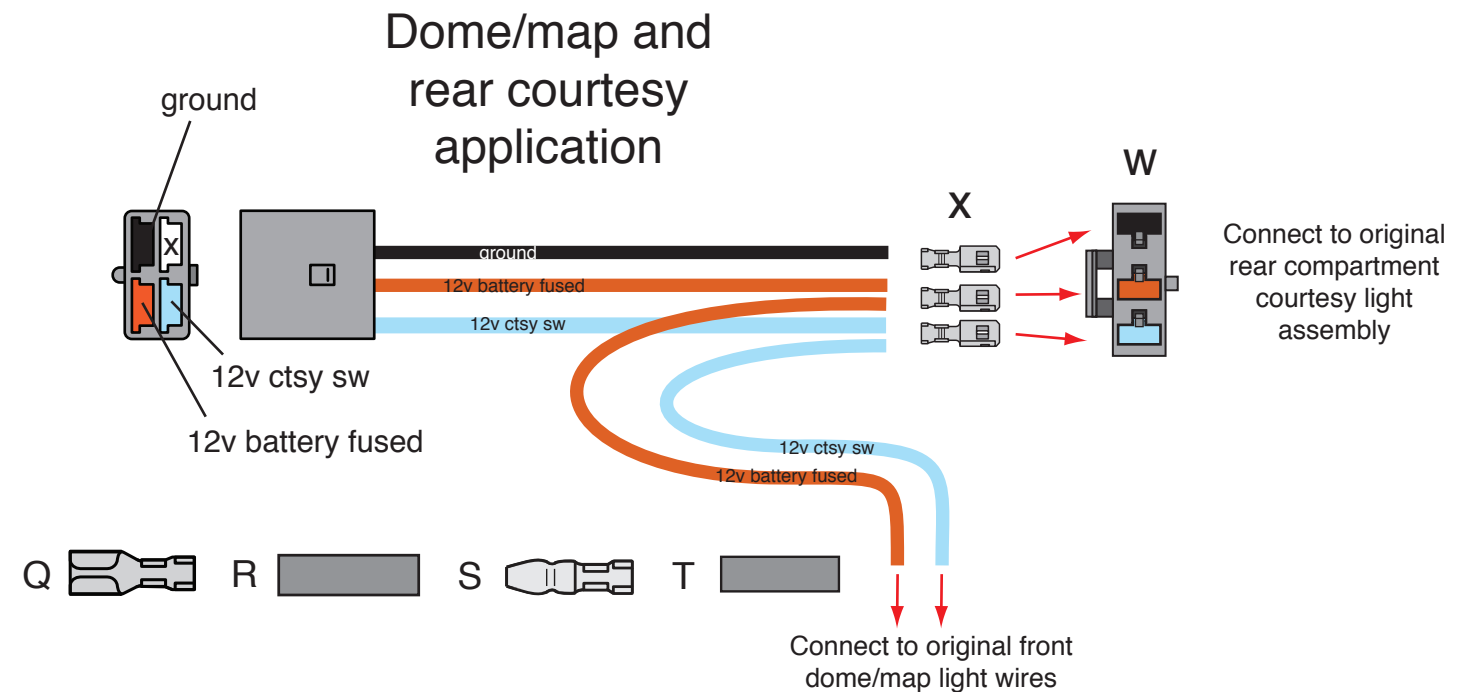 Dome/map and
rear courtesy
application
ground
X
12v ctsy sw
12v battery fused
ground
12v battery fused
12v ctsy sw
12v ctsy sw
12v battery fused
X
W
Connect to original
rear compartment
courtesy light
assembly
Q
R
S
T
Connect to original front
dome/map light wires